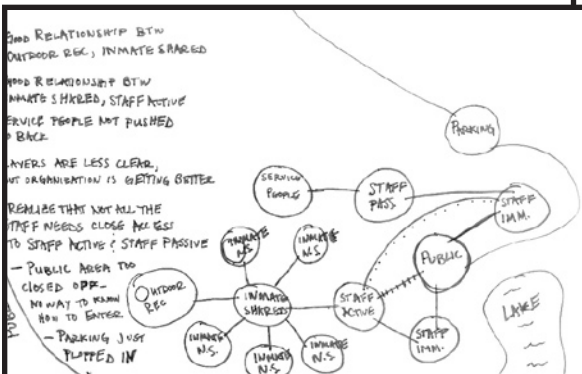 GOOD RELATIONSHIP BTW
OUTDOOR REC, INMATE SHARED
GOOD RELATIONSHIP BTW
INMATE SHARED, STAFF ACTIVE
SERVICE PEOPLE NOT PUSHED
BACK
LAYERS ARE LESS CLEAR,
BUT ORGANIZATION IS GETTING BETTER
REALIZE THAT NOT ALL THE
STAFF NEEDS CLOSE ACCESS
TO STAFF ACTIVE & STAFF PASSIVE
- PUBLIC AREA TOO
CLOSED OFF -
NO WAY TO KNOW
HOW TO ENTER
- PARKING JUST
PLOPPED IN
PARKING
SERVICE
PEOPLE
STAFF
PASS.
STAFF
IMM.
INMATE
N.S.
INMATE
N.S.
PUBLIC
OUTDOOR
REC
INMATE
SHARED
STAFF
ACTIVE
LAKE
INMATE
N.S.
INMATE
N.S.
INMATE
N.S.
STAFF
IMM.